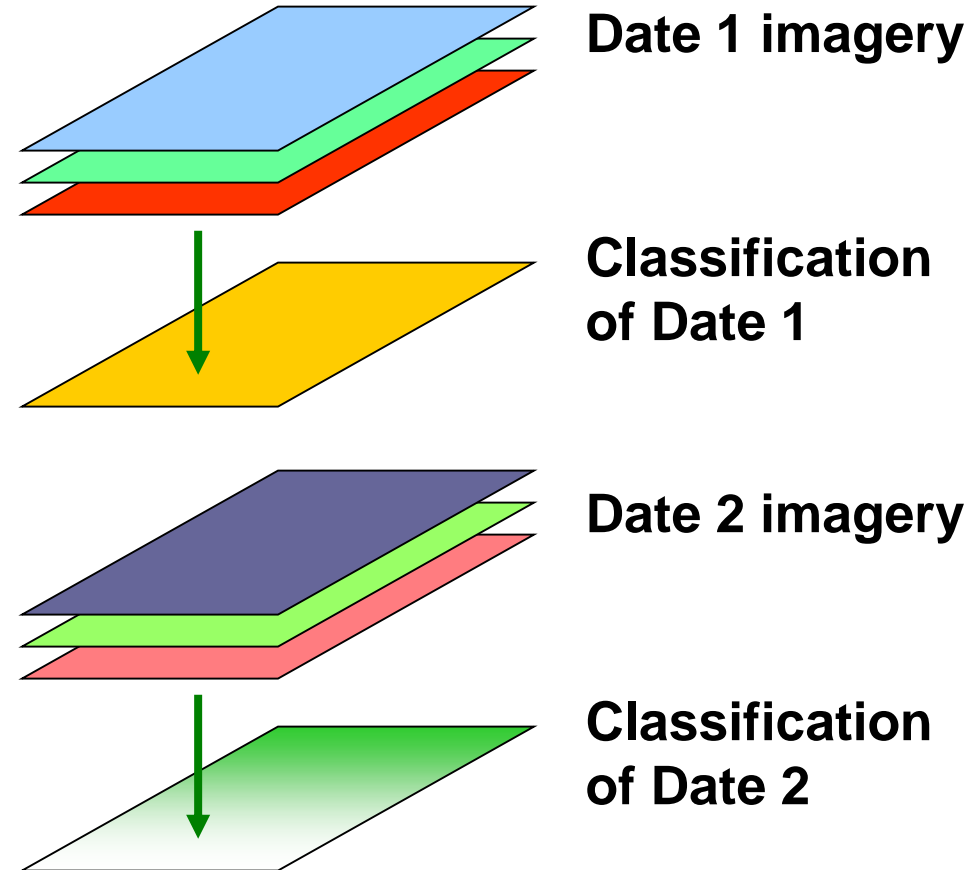 Date 1 imagery
Classification
of Date 1
Date 2 imagery
Classification
of Date 2